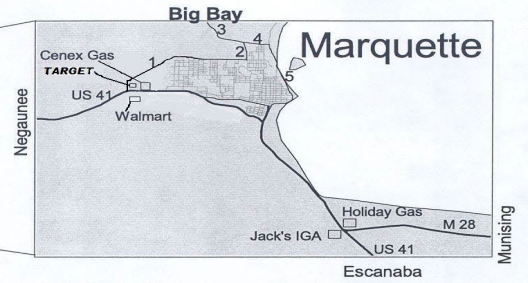 Big Bay
3
4
Marquette
Cenex Gas
1
2
TARGET
5
US 41
Walmart
Negaunee
Holiday Gas
M 28
Jack's IGA
US 41
Munising
Escanaba